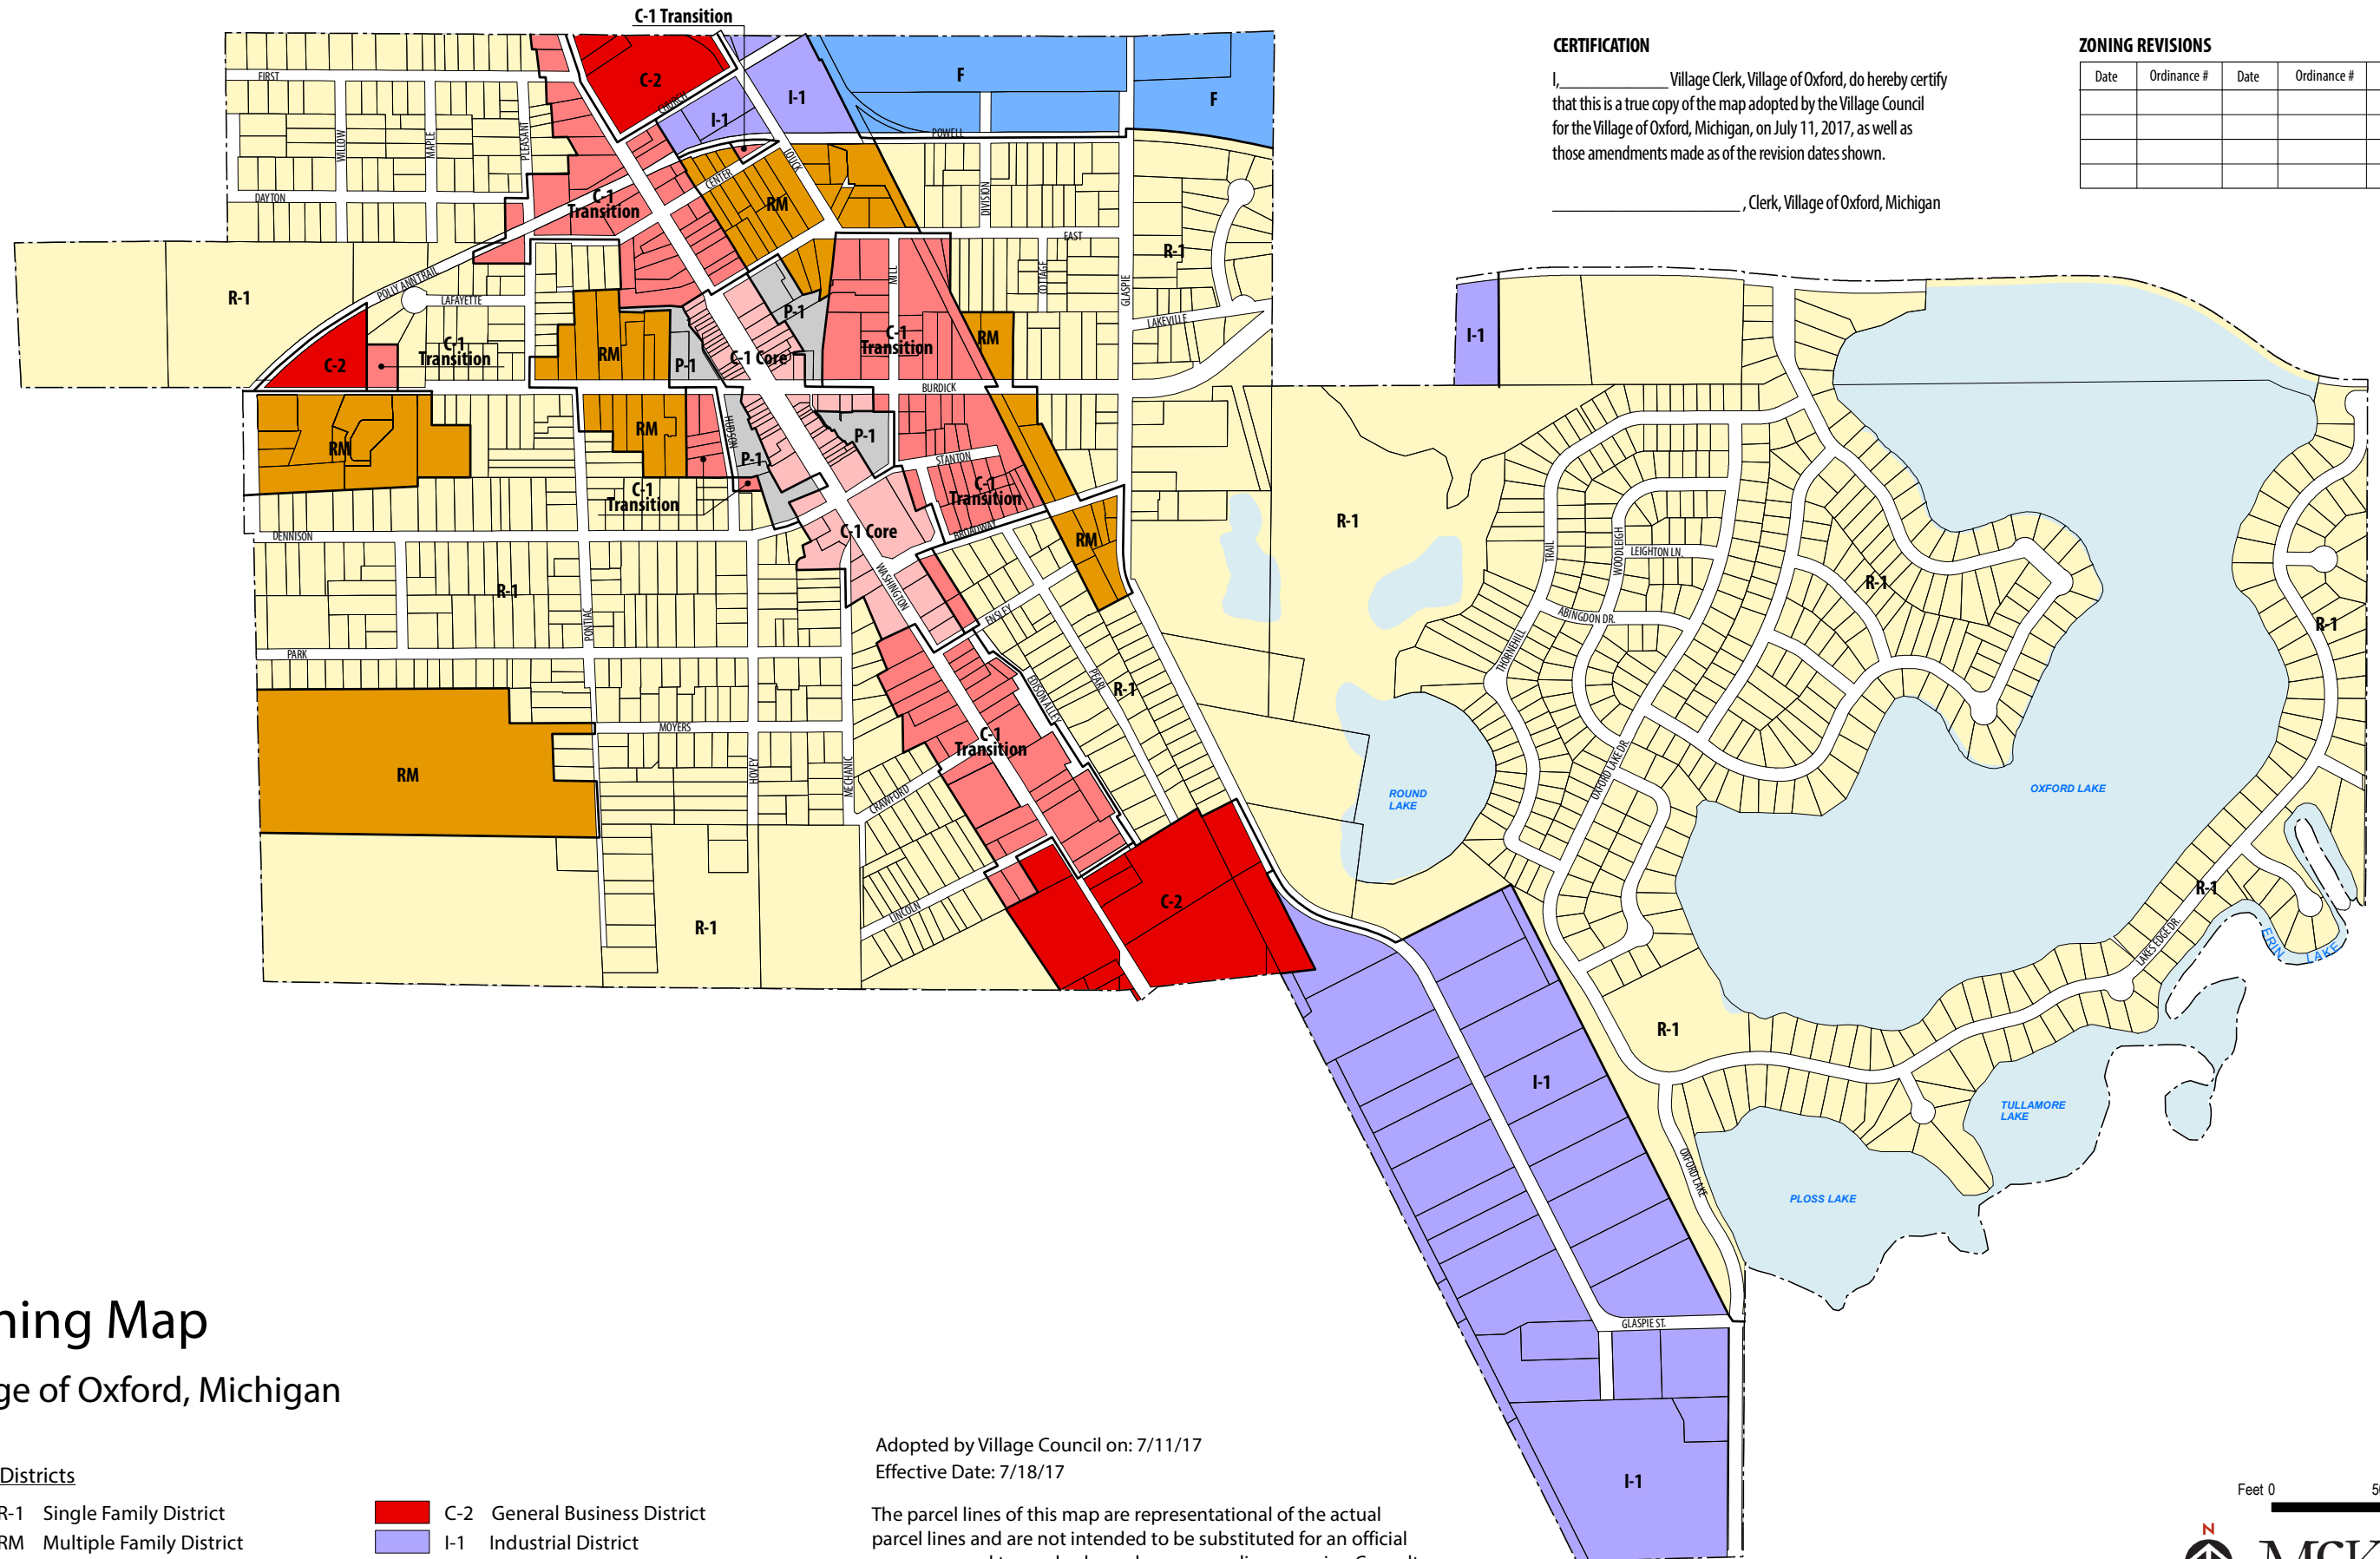 C-1 Transition
CERTIFICATION
I,______________ Village Clerk, Village of Oxford, do hereby certify
that this is a true copy of the map adopted by the Village Council
for the Village of Oxford, Michigan, on July 11, 2017, as well as
those amendments made as of the revision dates shown.
________________________ , Clerk, Village of Oxford, Michigan
ZONING REVISIONS
Date Ordinance # Date Ordinance #
FIRST
C-2
CHURCH
I-1
I-1
F
F
POWELL
WILLOW
MAPLE
PLEASANT
LOUCK
CENTER
DAYTON
C-1
Transition
RM
DIVISION
EAST
R-1
R-1
POLLY ANN TRAIL
LAFAYETTE
MILL
COTTAGE
GLASPIE
LAKEVILLE
P-1
I-1
C-2
C-1
Transition
RM
P-1
C-1 Core
C-1
Transition
RM
BURDICK
RM
RM
HUDSON
P-1
P-1
STANTON
C-1
Transition
C-1
Transition
DENNISON
C-1 Core
BROADWAY
RM
R-1
TRAIL
WOODLEIGH
LEIGHTON LN.
R-1
R-1
PONTIAC
WASHINGTON
ENSLEY
ABINGDON DR.
R-1
PARK
THORNEHILL
EDISON ALLEY
PEARL
R-1
MOYERS
C-1
Transition
RM
HOVEY
MECHANIC
CRAWFORD
OXFORD LAKE DR.
ROUND
LAKE
OXFORD LAKE
C-2
LINCOLN
R-1
R-1
LAKES EDGE DR.
ERIN LAKE
R-1
I-1
TULLAMORE
LAKE
OXFORD LAKE
PLOSS LAKE
GLASPIE ST.
I-1
ning Map
ge of Oxford, Michigan
Districts
R-1 Single Family District
RM Multiple Family District
C-2 General Business District
I-1 Industrial District
Adopted by Village Council on: 7/11/17
Effective Date: 7/18/17
The parcel lines of this map are representational of the actual
parcel lines and are not intended to be substituted for an official
Feet 0
N